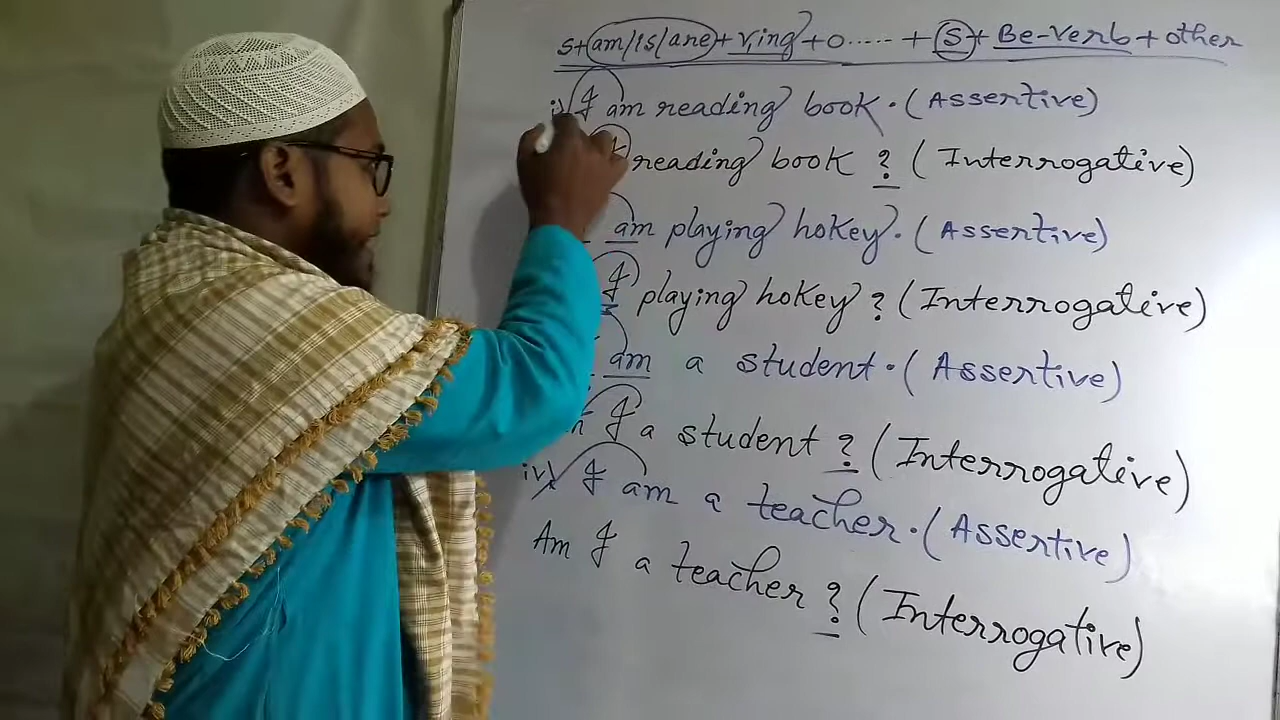 s+(am/is/are)+v,ing+o.....+(s)+Be-verb+other
i) I am reading book. (Assertive)
reading book ? (Interrogative)
am playing hokey. (Assertive)
I playing hokey ? (Interrogative)
am a student. (Assertive)
I a student ? (Interrogative)
iv) I am a teacher. (Assertive)
Am I a teacher ? (Interrogative)